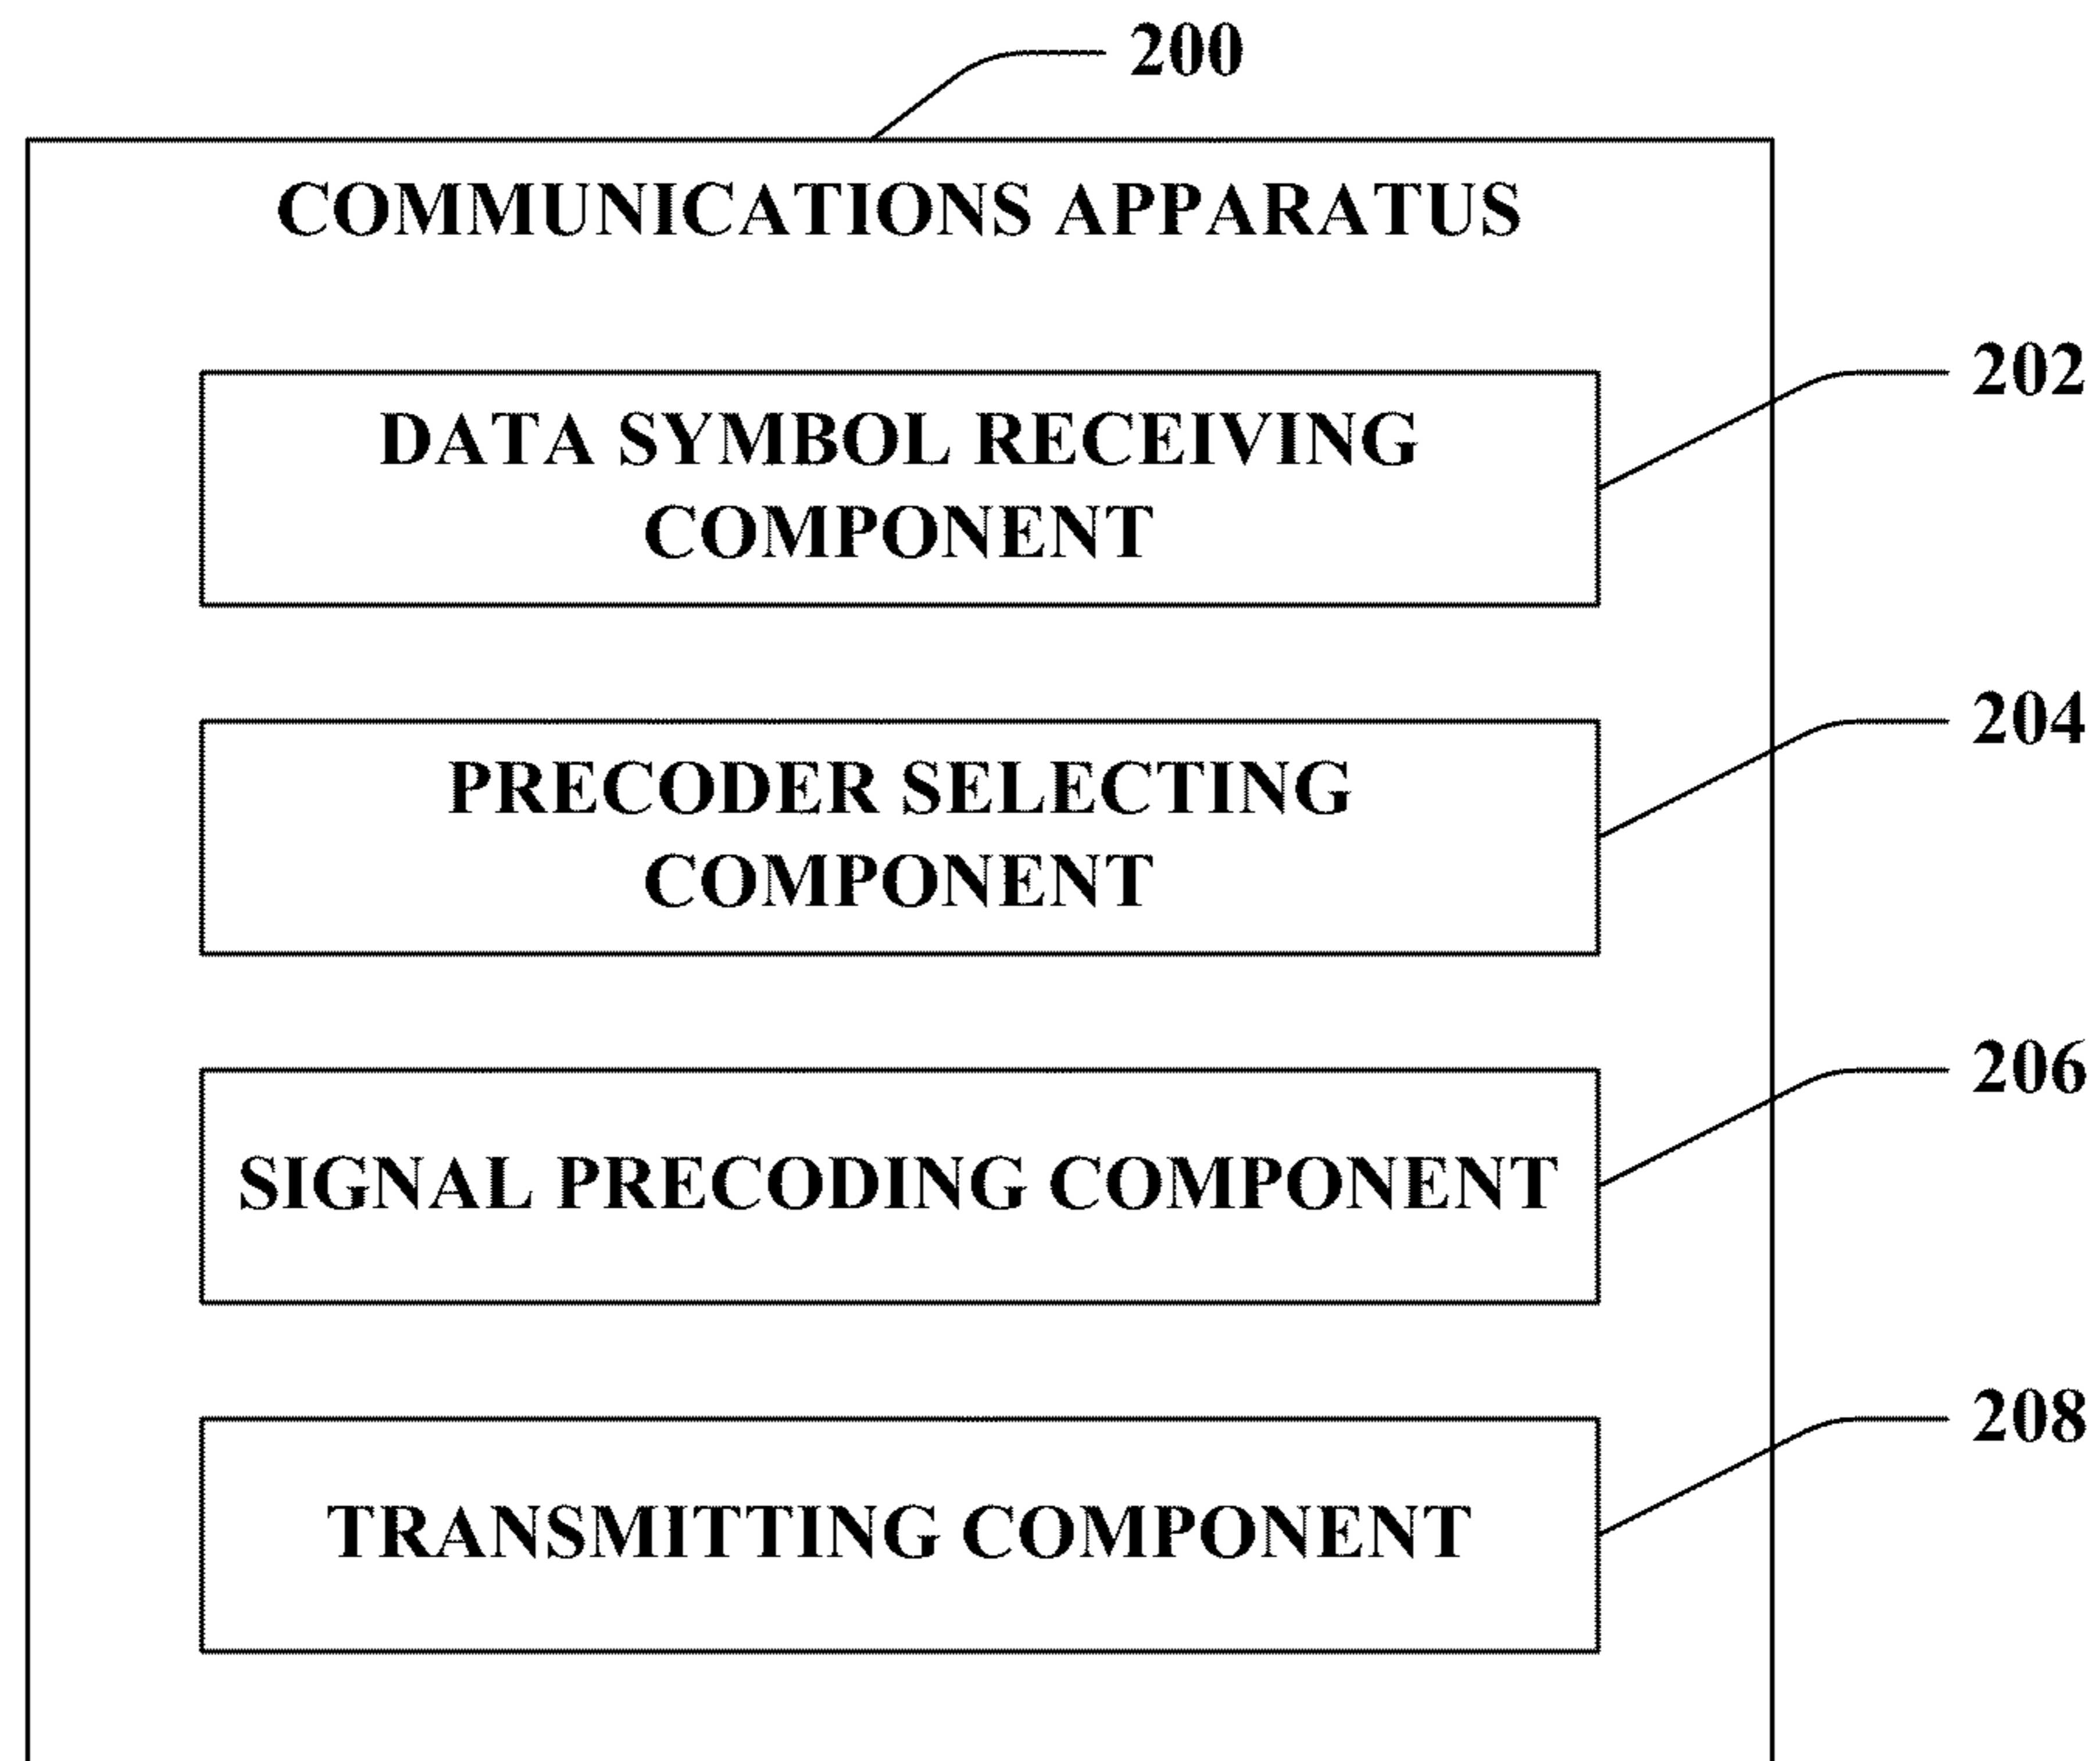 200
COMMUNICATIONS APPARATUS
202
DATA SYMBOL RECEIVING
COMPONENT
204
PRECODER SELECTING
COMPONENT
206
SIGNAL PRECODING COMPONENT
208
TRANSMITTING COMPONENT